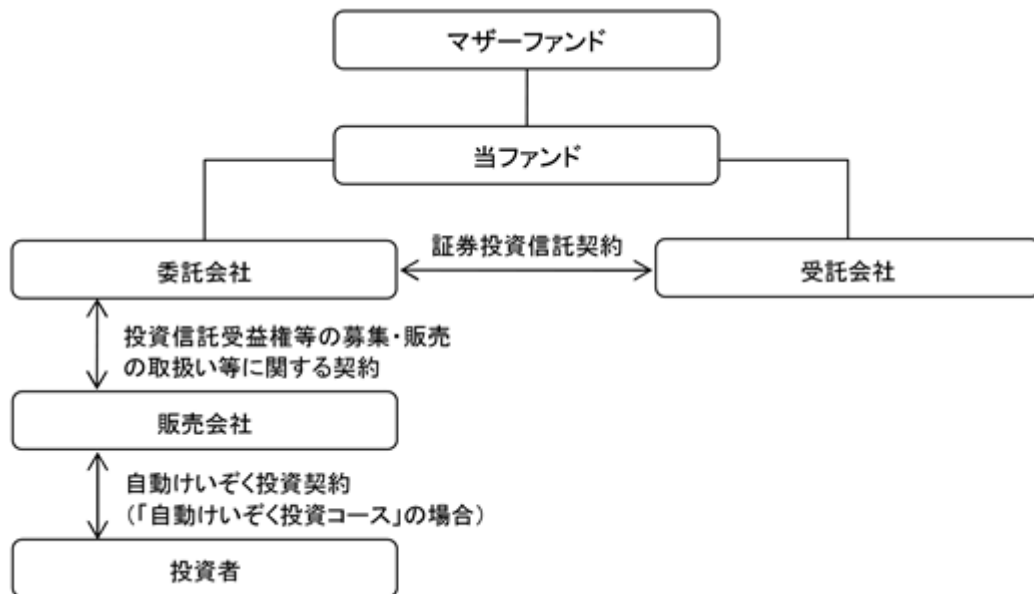 マザーファンド
当ファンド
証券投資信託契約
委託会社
受託会社
投資信託受益権等の募集・販売
の取扱い等に関する契約
販売会社
自動けいぞく投資契約
(「自動けいぞく投資コース」の場合)
投資者